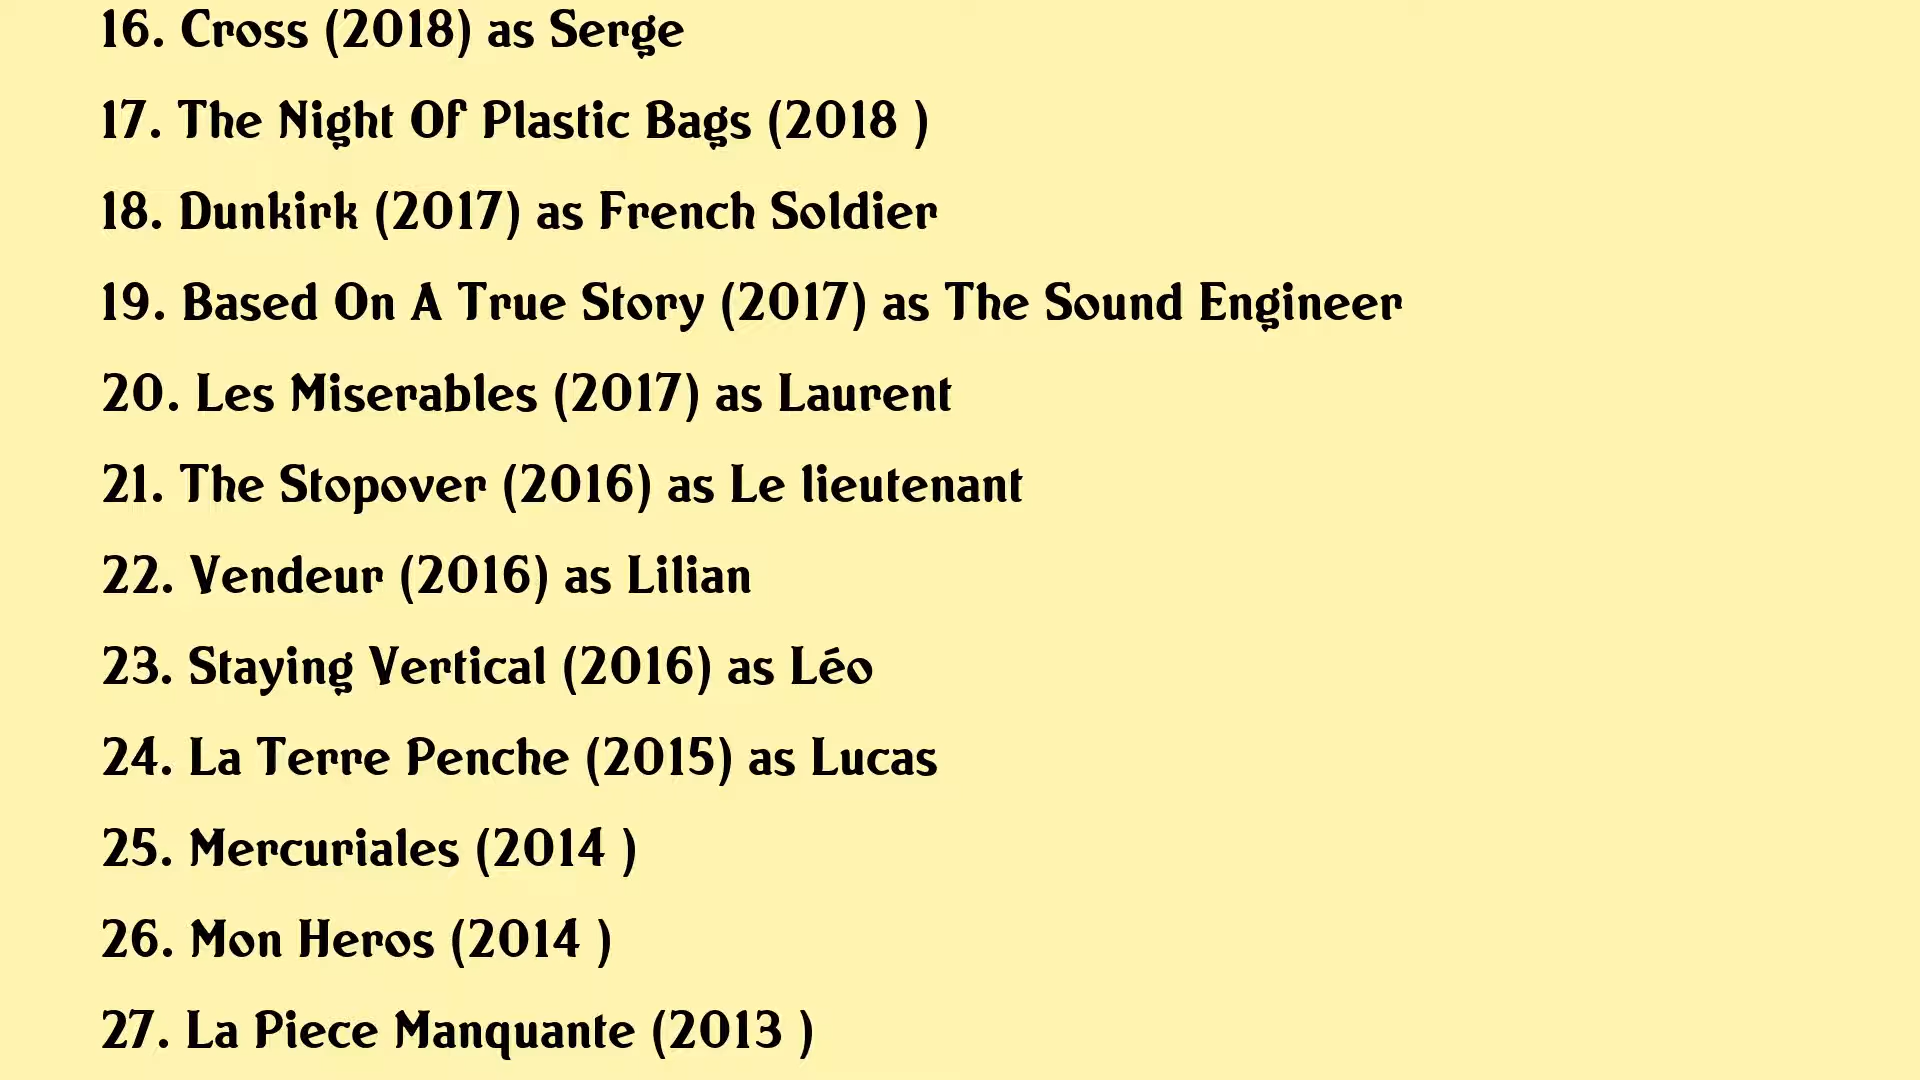 16. Cross (2018) as Serge
17. The Night Of Plastic Bags (2018 )
18. Dunkirk (2017) as French Soldier
19. Based On A True Story (2017) as The Sound Engineer
20. Les Miserables (2017) as Laurent
21. The Stopover (2016) as Le lieutenant
22. Vendeur (2016) as Lilian
23. Staying Vertical (2016) as Léo
24. La Terre Penche (2015) as Lucas
25. Mercuriales (2014 )
26. Mon Heros (2014 )
27. La Piece Manquante (2013 )